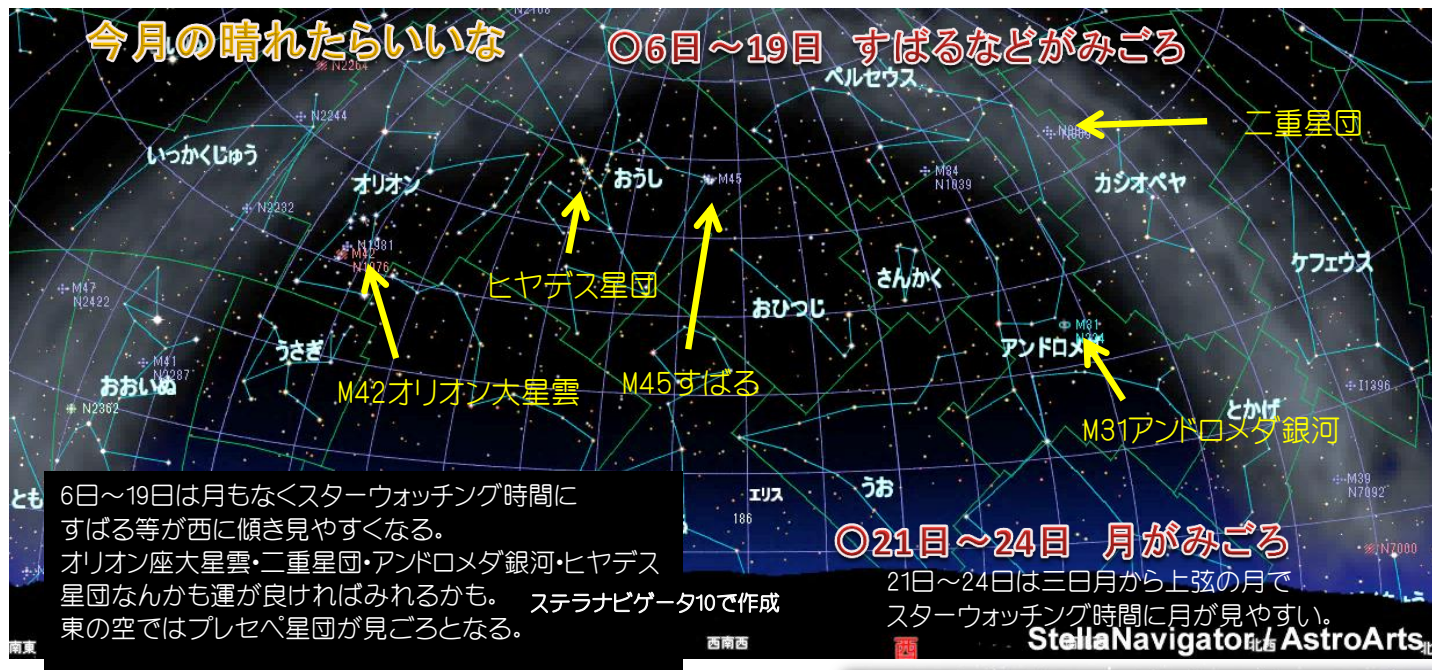 今月の晴れたらいいな
〇6日～19日 すばるなどがみごろ
N2264
ペルセウス
N2244
二重星団
いっかくじゅう
オリオン
おうし
M45
M34
N1039
カシオペヤ
N2232
N1981
M42
N1976
ヒヤデス星団
さんかく
ケフェウス
M47
N2422
おひつじ
M31
N224
アンドロメ
うさぎ
M41
N2287
おおいぬ
N2362
M42オリオン大星雲
M45すばる
I1396
とかげ
M31アンドロメダ銀河
とも
エリス
うお
M39
N7092
186
6日～19日は月もなくスターウォッチング時間に
すばる等が西に傾き見やすくなる。
オリオン座大星雲・二重星団・アンドロメダ銀河・ヒヤデス
星団なんかも運が良ければみれるかも。
東の空ではプレセペ星団が見ごろとなる。
ステラナビゲータ10で作成
〇21日～24日 月がみごろ
N7000
21日～24日は三日月から上弦の月で
スターウォッチング時間に月が見やすい。
南東
西南西
北西
StellaNavigator / AstroArts